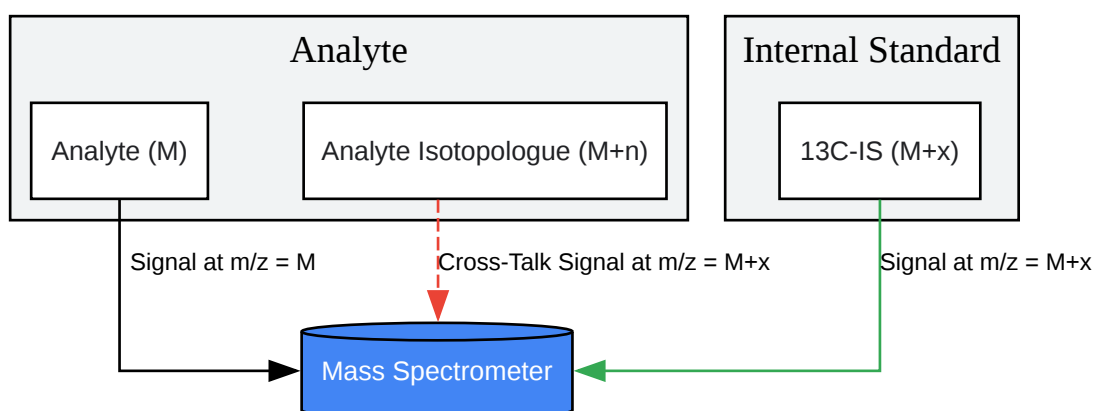 Analyte
Internal Standard
Analyte (M)
Analyte Isotopologue (M+n)
13C-IS (M+x)
Signal at m/z = M
Cross-Talk Signal at m/z = M+x
Signal at m/z = M+x
Mass Spectrometer